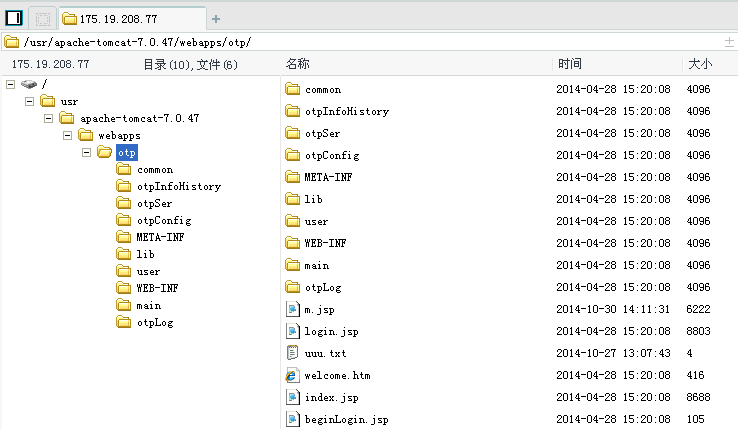 175.19.208.77
/usr/apache-tomcat-7.0.47/webapps/otp/
175.19.208.77 目录(10),文件(6) 名称 时间 大小
/
usr
apache-tomcat-7.0.47
webapps
otp
common
otpInfoHistory
otpSer
otpConfig
META-INF
lib
user
WEB-INF
main
otpLog
common 2014-04-28 15:20:08 4096
otpInfoHistory 2014-04-28 15:20:08 4096
otpSer 2014-04-28 15:20:08 4096
otpConfig 2014-04-28 15:20:08 4096
META-INF 2014-04-28 15:20:08 4096
lib 2014-04-28 15:20:08 4096
user 2014-04-28 15:20:08 4096
WEB-INF 2014-04-28 15:20:08 4096
main 2014-04-28 15:20:08 4096
otpLog 2014-04-28 15:20:08 4096
m.jsp 2014-10-30 14:11:31 6222
login.jsp 2014-04-28 15:20:08 8803
uuu.txt 2014-10-27 13:07:43 4
welcome.htm 2014-04-28 15:20:08 416
index.jsp 2014-04-28 15:20:08 8688
beginLogin.jsp 2014-04-28 15:20:08 105